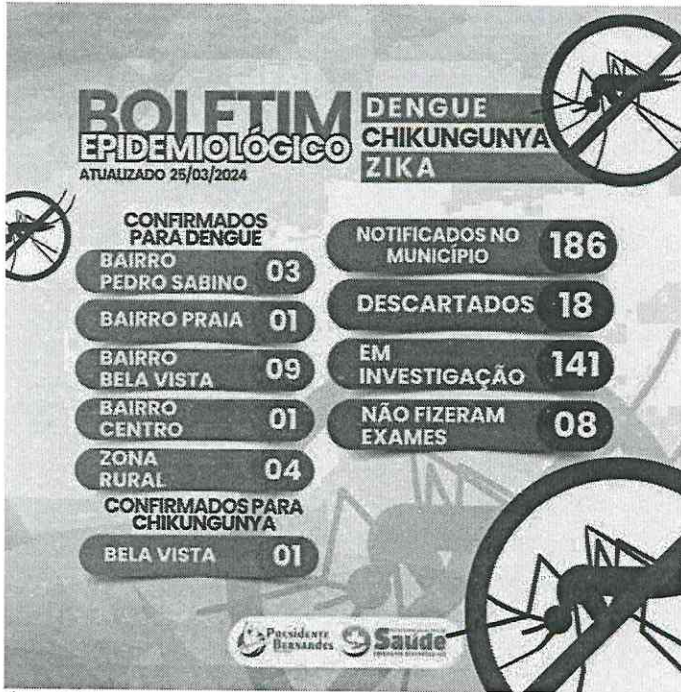 BOLETIM
EPIDEMIOLÓGICO
ATUALIZADO 25/03/2024
DENGUE
CHIKUNGUNYA
ZIKA
CONFIRMADOS
PARA DENGUE
BAIRRO
PEDRO SABINO 03
BAIRRO PRAIA 01
BAIRRO
BELA VISTA 09
BAIRRO
CENTRO 01
ZONA
RURAL 04
CONFIRMADOS PARA
CHIKUNGUNYA
BELA VISTA 01
NOTIFICADOS NO
MUNICÍPIO 186
DESCARTADOS 18
EM
INVESTIGAÇÃO 141
NÃO FIZERAM
EXAMES 08
PRESIDENTE
BERNARDES
Saúde